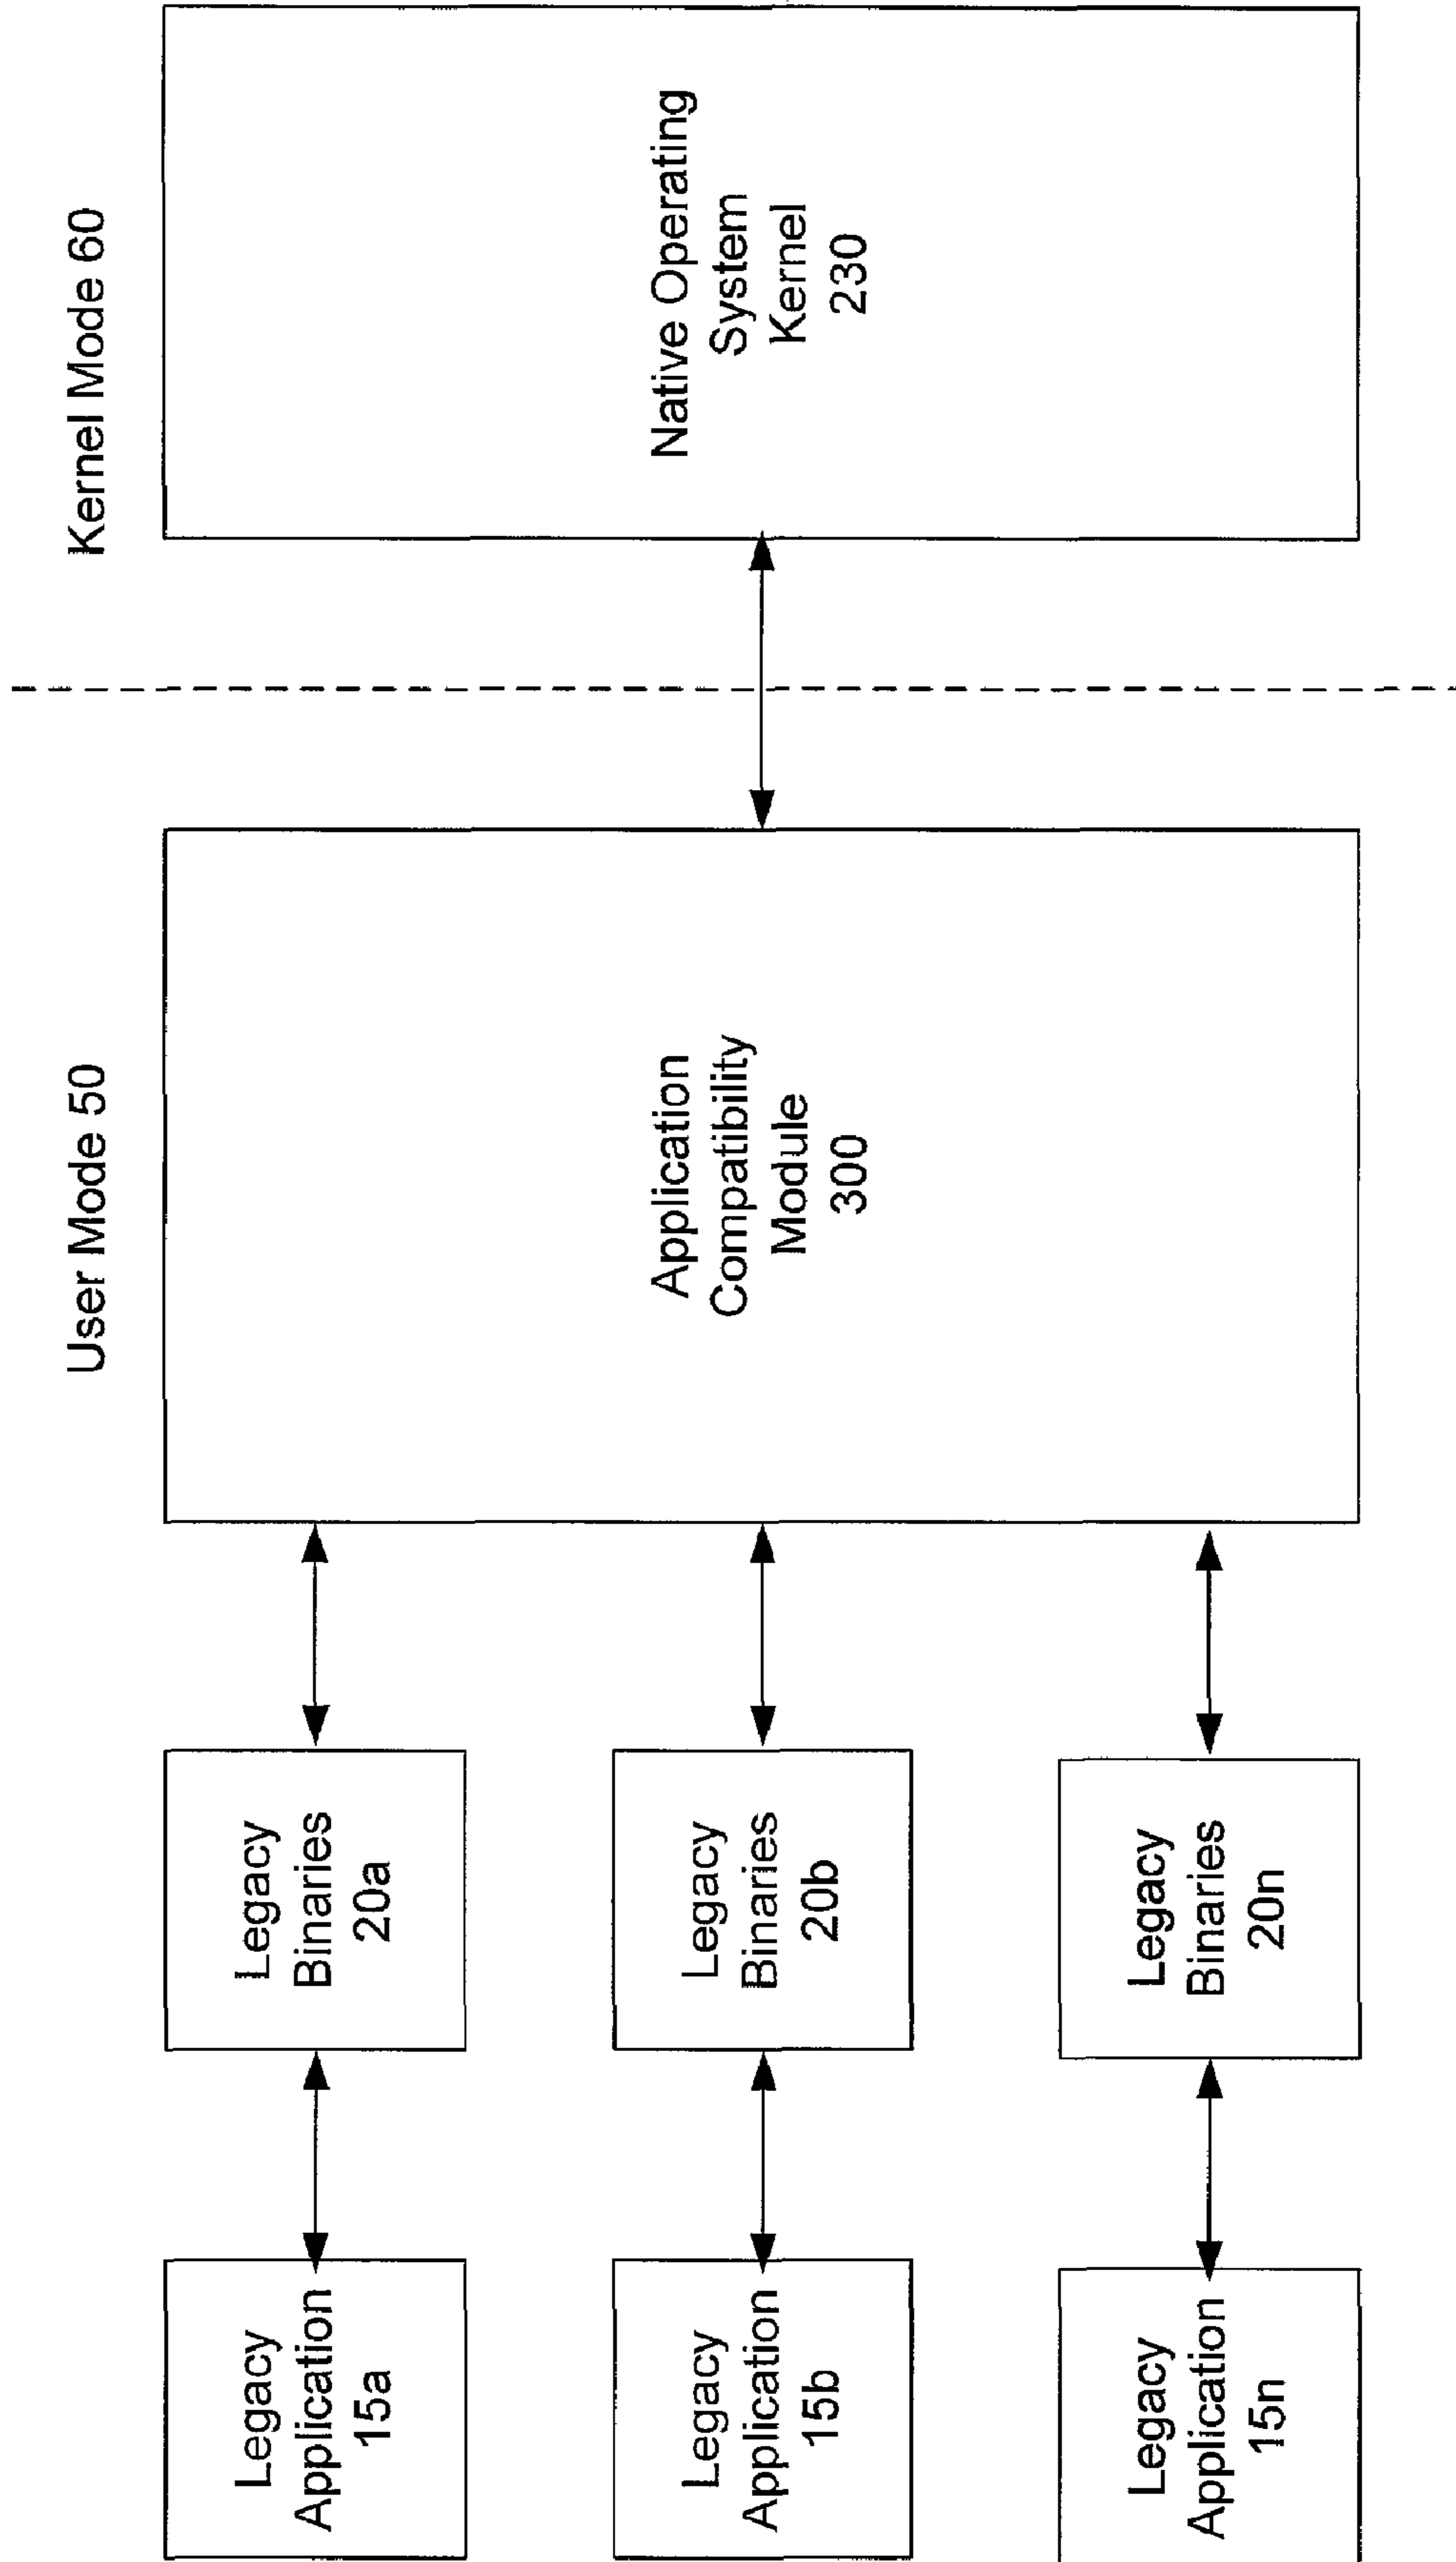 User Mode 50
Kernel Mode 60
Legacy
Application
15a
Legacy
Binaries
20a
Legacy
Application
15b
Legacy
Binaries
20b
Legacy
Application
15n
Legacy
Binaries
20n
Application
Compatibility
Module
300
Native Operating
System
Kernel
230